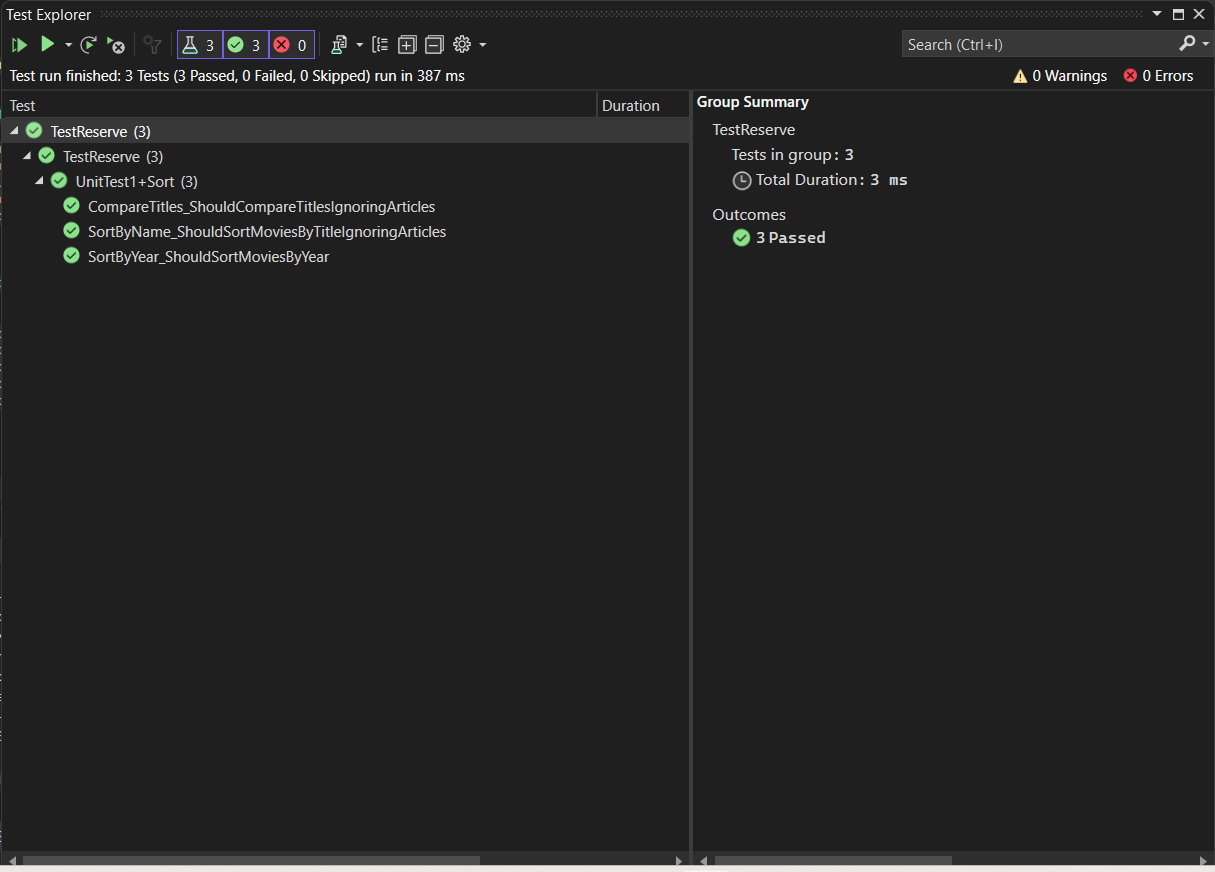 Test Explorer
3 3 0
Search (Ctrl+I)
Test run finished: 3 Tests (3 Passed, 0 Failed, 0 Skipped) run in 387 ms
0 Warnings 0 Errors
Test Duration
TestReserve (3)
TestReserve (3)
UnitTest1+Sort (3)
CompareTitles_ShouldCompareTitlesIgnoringArticles
SortByName_ShouldSortMoviesByTitleIgnoringArticles
SortByYear_ShouldSortMoviesByYear
Group Summary
TestReserve
Tests in group: 3
Total Duration: 3 ms
Outcomes
3 Passed